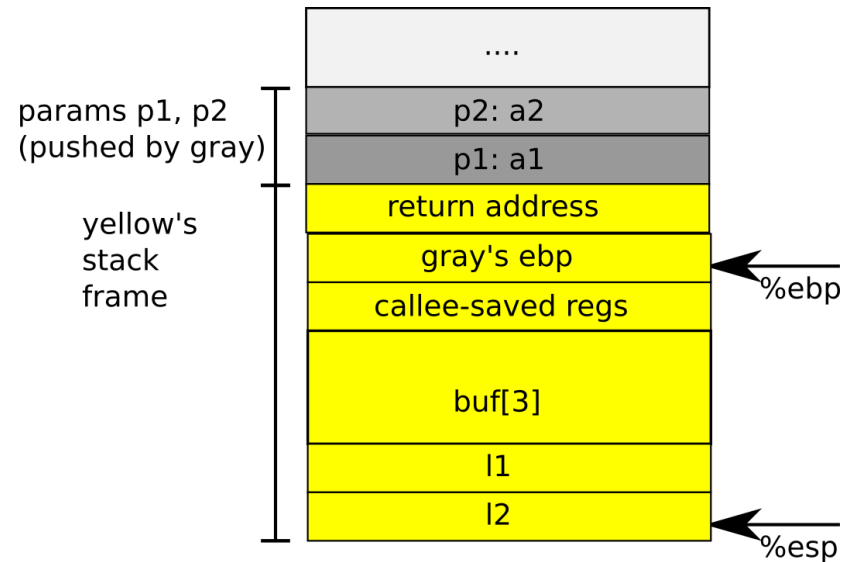 ....
params p1, p2
(pushed by gray)
p2: a2
p1: a1
yellow's
stack
frame
return address
gray's ebp
%ebp
callee-saved regs
buf[3]
l1
l2
%esp